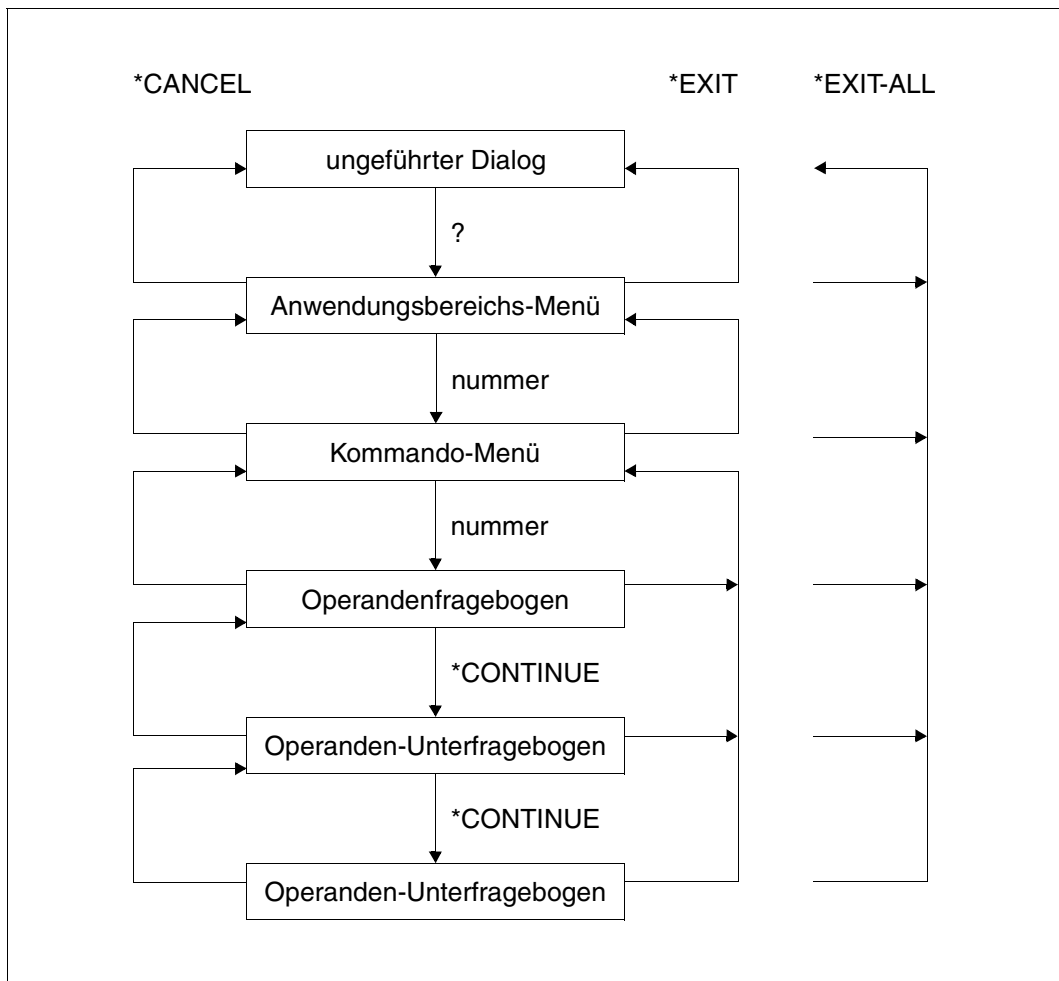 *CANCEL *EXIT *EXIT-ALL
ungeführter Dialog
?
Anwendungsbereichs-Menü
nummer
Kommando-Menü
nummer
Operandenfragebogen
*CONTINUE
Operanden-Unterfragebogen
*CONTINUE
Operanden-Unterfragebogen